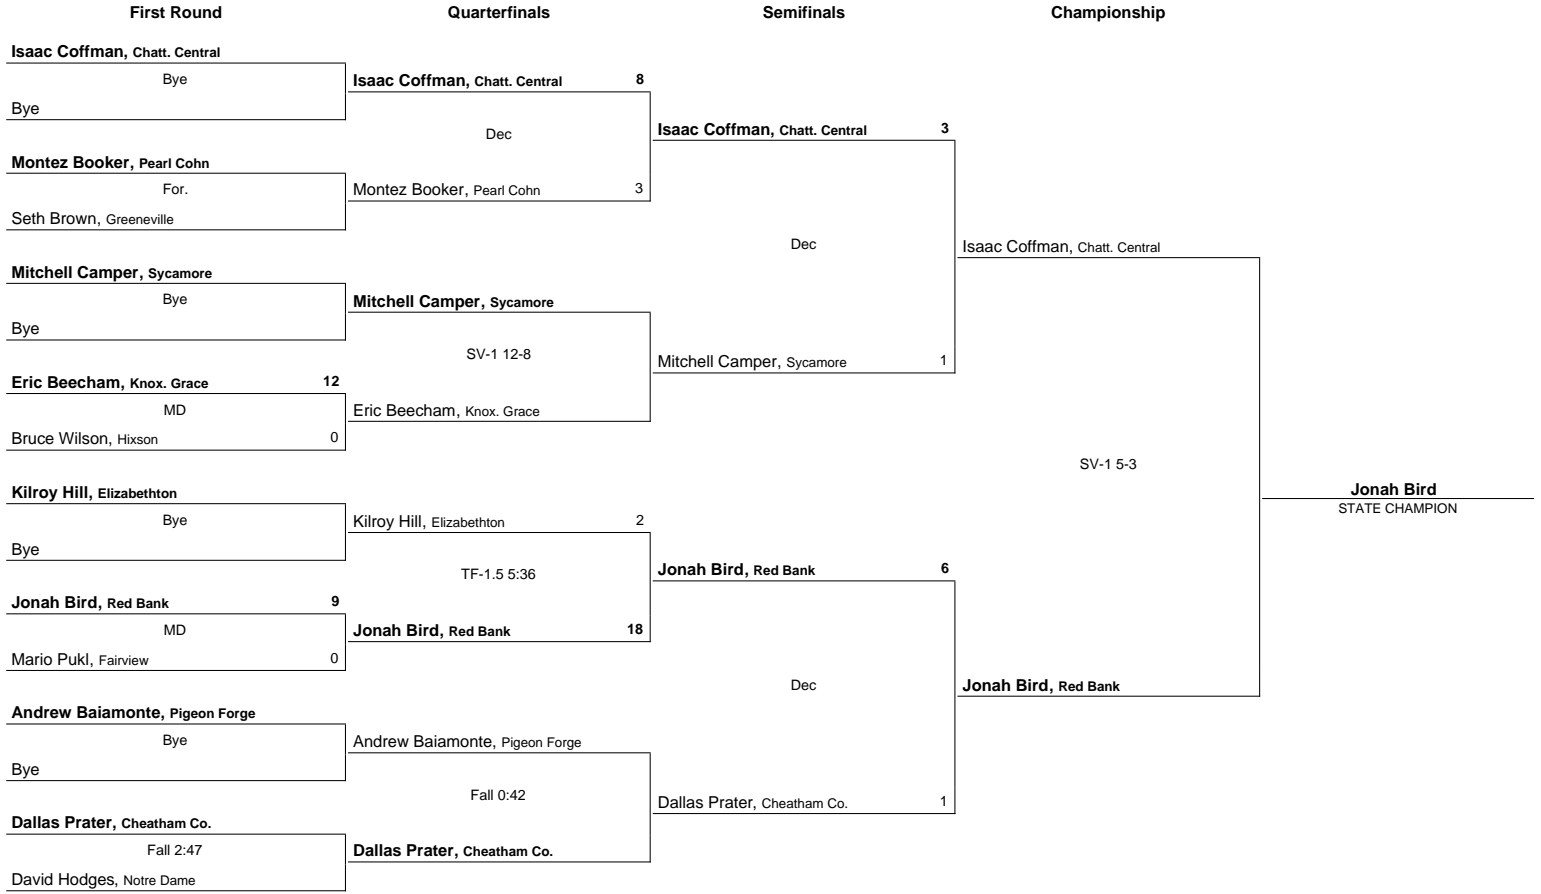 First Round Quarterfinals Semifinals Championship
Isaac Coffman, Chatt. Central
Bye
Bye
Montez Booker, Pearl Cohn
For.
Seth Brown, Greeneville
Mitchell Camper, Sycamore
Bye
Bye
Eric Beecham, Knox. Grace 12
MD
Bruce Wilson, Hixson 0
Kilroy Hill, Elizabethton
Bye
Bye
Jonah Bird, Red Bank 9
MD
Mario Pukl, Fairview 0
Andrew Baiamonte, Pigeon Forge
Bye
Bye
Dallas Prater, Cheatham Co.
Fall 2:47
David Hodges, Notre Dame
Isaac Coffman, Chatt. Central 8
Dec
Montez Booker, Pearl Cohn 3
Mitchell Camper, Sycamore
SV-1 12-8
Eric Beecham, Knox. Grace
Kilroy Hill, Elizabethton 2
TF-1.5 5:36
Jonah Bird, Red Bank 18
Andrew Baiamonte, Pigeon Forge
Fall 0:42
Dallas Prater, Cheatham Co.
Isaac Coffman, Chatt. Central 3
Dec
Mitchell Camper, Sycamore 1
Jonah Bird, Red Bank 6
Dec
Dallas Prater, Cheatham Co. 1
Isaac Coffman, Chatt. Central
SV-1 5-3
Jonah Bird, Red Bank
Jonah Bird
STATE CHAMPION